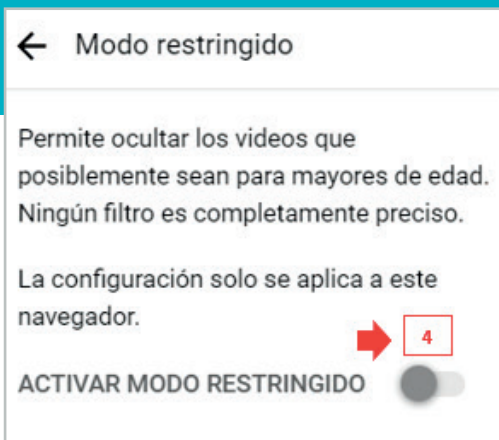 Modo restringido
Permite ocultar los videos que
posiblemente sean para mayores de edad.
Ningún filtro es completamente preciso.
La configuración solo se aplica a este
navegador.
4
ACTIVAR MODO RESTRINGIDO